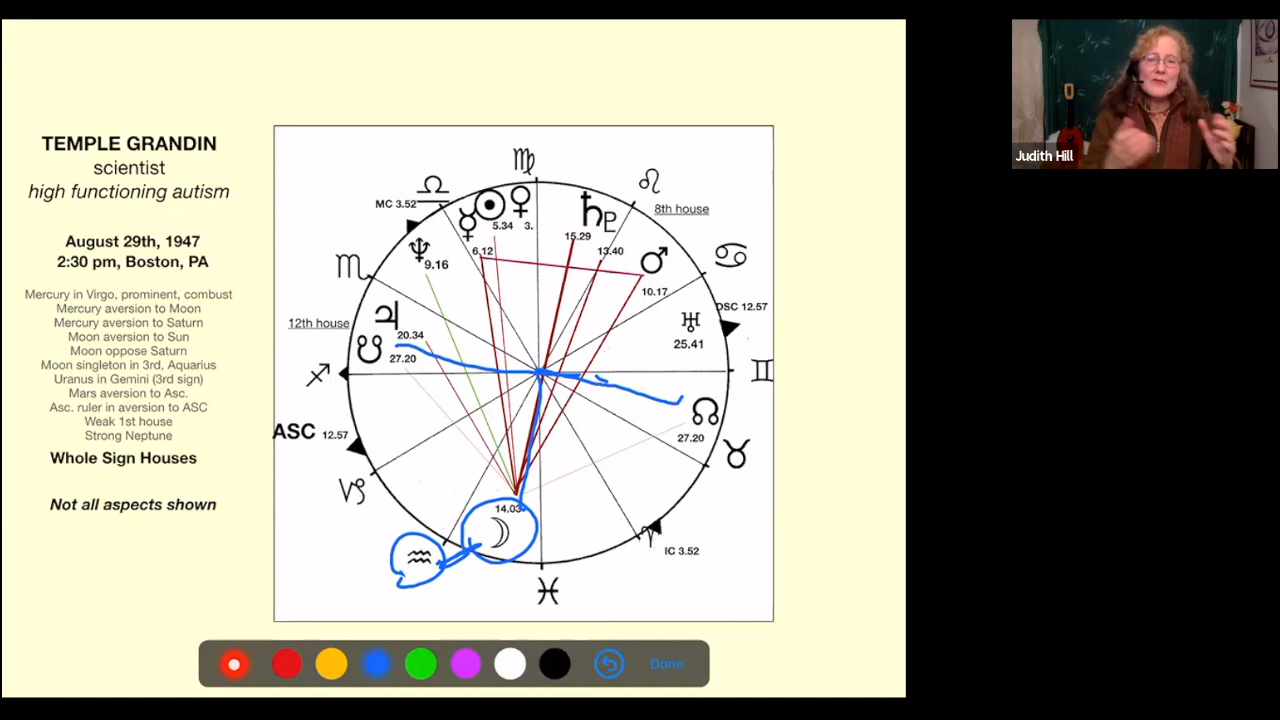 TEMPLE GRANDIN
scientist
high functioning autism
August 29th, 1947
2:30 pm, Boston, PA
Mercury in Virgo, prominent, combust
Mercury aversion to Moon
Mercury aversion to Saturn
Moon aversion to Sun
Moon oppose Saturn
Moon singleton in 3rd, Aquarius
Uranus in Gemini (3rd sign)
Mars aversion to Asc.
Asc. ruler in aversion to ASC
Weak 1st house
Strong Neptune
Whole Sign Houses
Not all aspects shown
♍
♎
♌
MC 3.52
8th house
☿
☉
♀
♄
♇
5.34
3.
15.29
6.12
13.40
♆
9.16
♂
10.17
♏
♋
12th house
♃
20.34
DSC 12.57
♅
25.41
☋
27.20
♐
♊
☊
27.20
ASC 12.57
♉
♑
14.03
☽
♒
♈
IC 3.52
♓
Done
Judith Hill